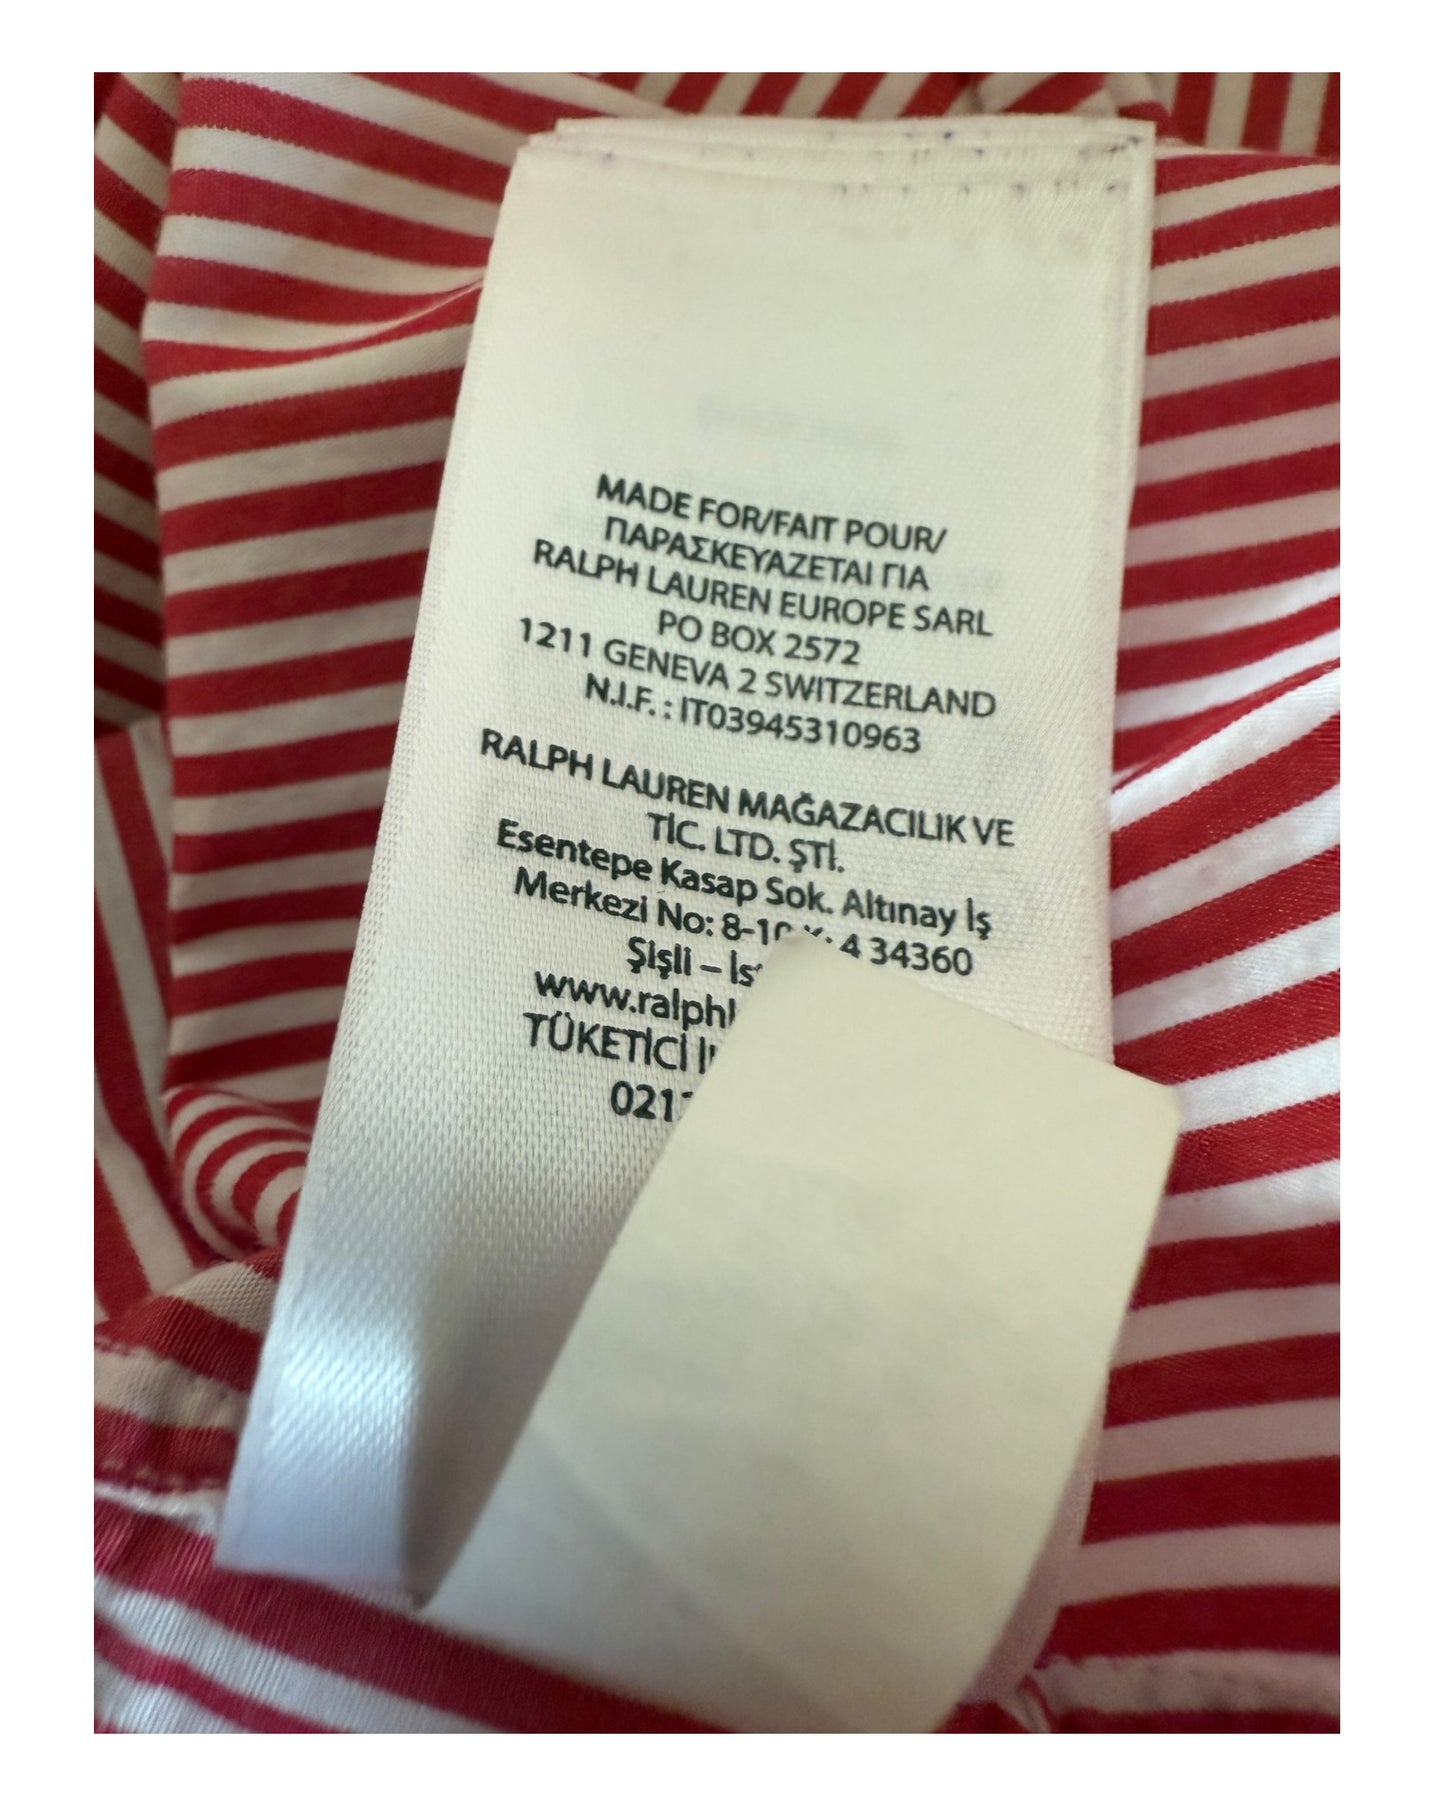 MADE FOR/FAIT POUR/
ΠΑΡΑΣΚΕΥΑΖΕΤΑΙ ΓΙΑ
RALPH LAUREN EUROPE SARL
PO BOX 2572
1211 GENEVA 2 SWITZERLAND
N.I.F. : IT03945310963
RALPH LAUREN MAĞAZACILIK VE
TİC. LTD. ŞTİ.
Esentepe Kasap Sok. Altınay İş
Merkezi No: 8-10 K: 4 34360
Şişli –
TÜKETİCİ